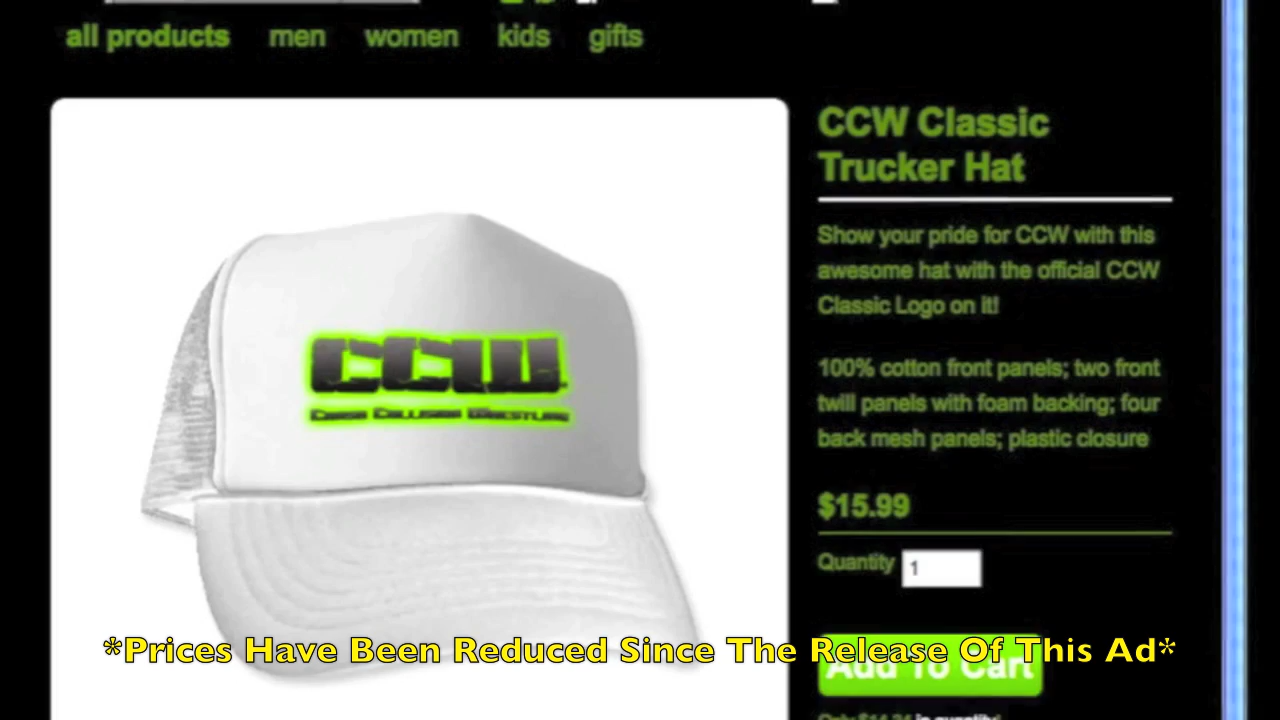 all products men women kids gifts
CCW Classic
Trucker Hat
Show your pride for CCW with this
awesome hat with the official CCW
Classic Logo on it!
100% cotton front panels; two front
twill panels with foam backing; four
back mesh panels; plastic closure
$15.99
Quantity 1
CCW
*Prices Have Been Reduced Since The Release Of This Ad*
Add To Cart